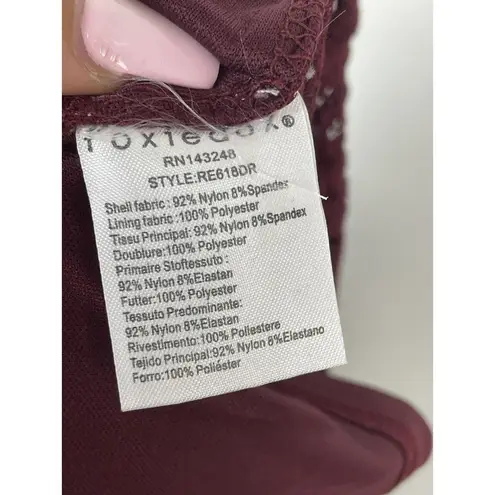 foxiedox®
RN143248
STYLE:RE618DR
Shell fabric : 92% Nylon 8%Spandex
Lining fabric :100% Polyester
Tissu Principal: 92% Nylon 8%Spandex
Doublure:100% Polyester
Primaire Stoftessuto :
92% Nylon 8%Elastan
Futter:100% Polyester
Tessuto Predominante:
92% Nylon 8%Elastan
Rivestimento: 100% Poliestere
Tejido Principal:92% Nylon 8%Elastano
Forro:100% Poliéster